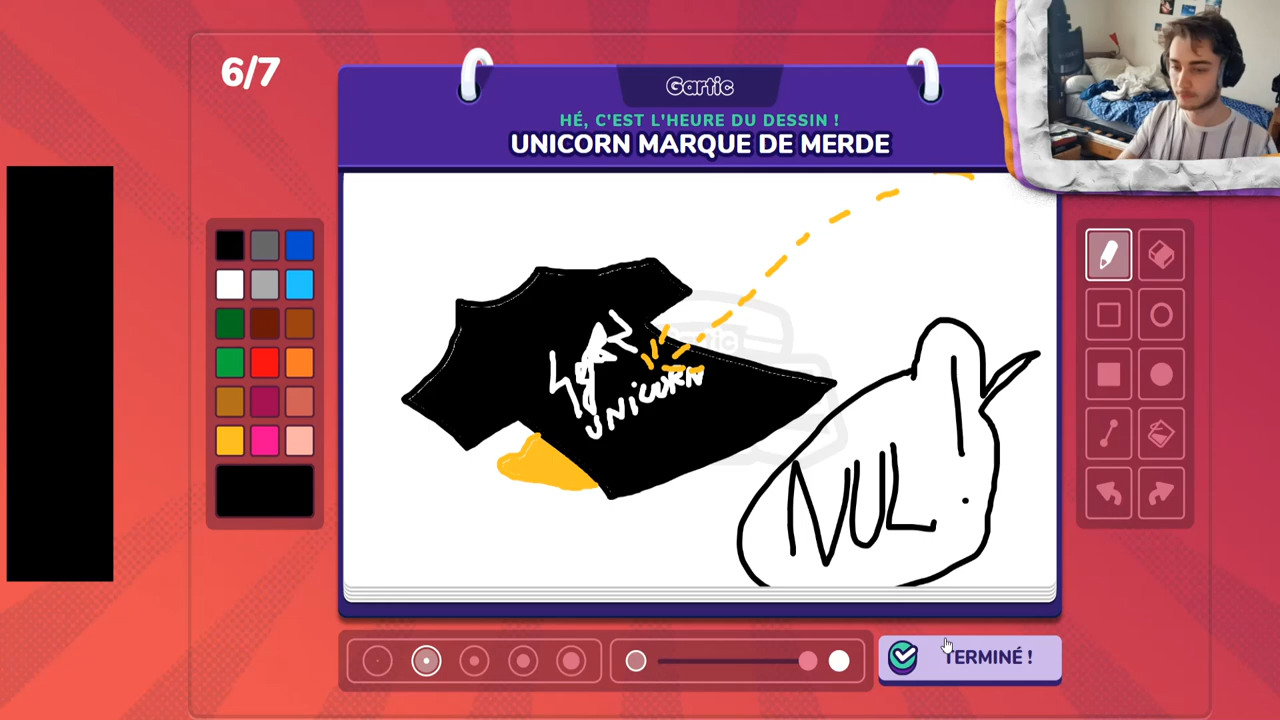 6/7
Gartic
HÉ, C'EST L'HEURE DU DESSIN !
UNICORN MARQUE DE MERDE
UNiCORN
NUL !
TERMINÉ !